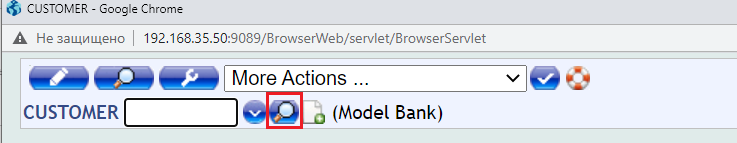 CUSTOMER - Google Chrome
Не защищено 192.168.35.50:9089/BrowserWeb/servlet/BrowserServlet
More Actions ...
CUSTOMER (Model Bank)